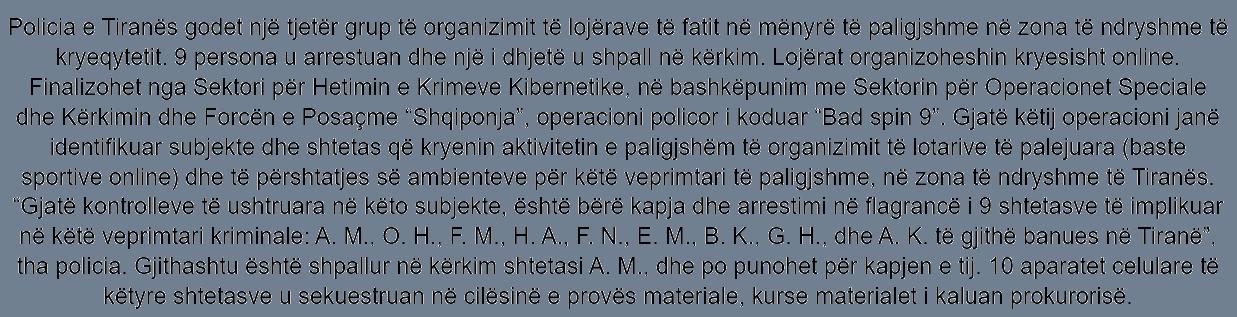 Policia e Tiranës godet një tjetër grup të organizimit të lojërave të fatit në mënyrë të paligjshme në zona të ndryshme të
kryeqytetit. 9 persona u arrestuan dhe një i dhjetë u shpall në kërkim. Lojërat organizoheshin kryesisht online.
Finalizohet nga Sektori për Hetimin e Krimeve Kibernetike, në bashkëpunim me Sektorin për Operacionet Speciale
dhe Kërkimin dhe Forcën e Posaçme “Shqiponja”, operacioni policor i koduar “Bad spin 9”. Gjatë këtij operacioni janë
identifikuar subjekte dhe shtetas që kryenin aktivitetin e paligjshëm të organizimit të lotarive të palejuara (baste
sportive online) dhe të përshtatjes së ambienteve për këtë veprimtari të paligjshme, në zona të ndryshme të Tiranës.
“Gjatë kontrolleve të ushtruara në këto subjekte, është bërë kapja dhe arrestimi në flagrancë i 9 shtetasve të implikuar
në këtë veprimtari kriminale: A. M., O. H., F. M., H. A., F. N., E. M., B. K., G. H., dhe A. K. të gjithë banues në Tiranë”,
tha policia. Gjithashtu është shpallur në kërkim shtetasi A. M., dhe po punohet për kapjen e tij. 10 aparatet celulare të
këtyre shtetasve u sekuestruan në cilësinë e provës materiale, kurse materialet i kaluan prokurorisë.